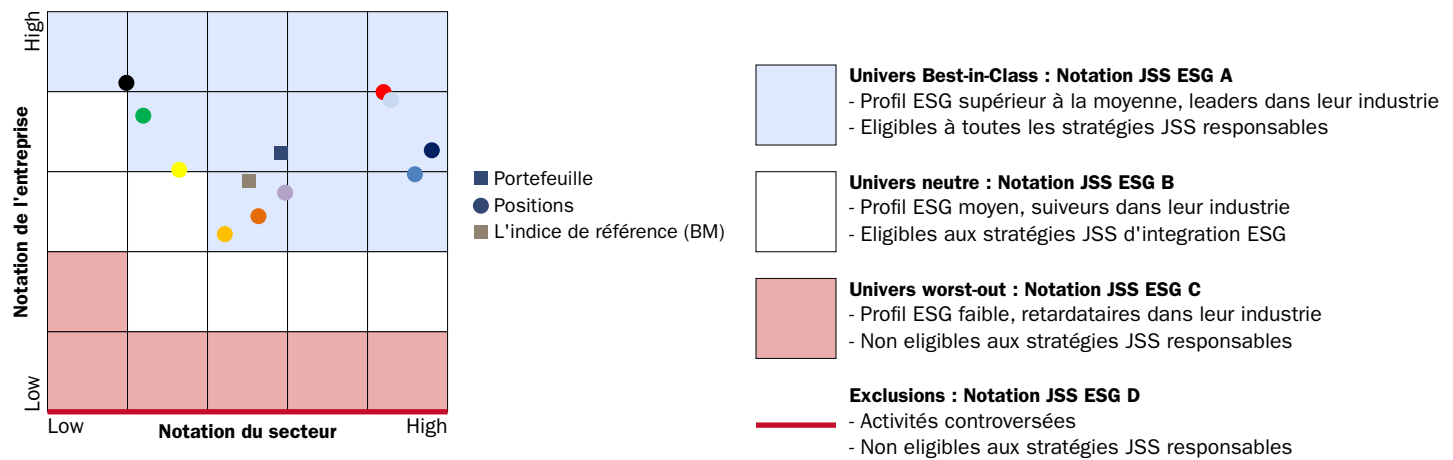 High
Notation de l'entreprise
Low
Low
Notation du secteur
High
Portefeuille
Positions
L'indice de référence (BM)
Univers Best-in-Class : Notation JSS ESG A
- Profil ESG supérieur à la moyenne, leaders dans leur industrie
- Eligibles à toutes les stratégies JSS responsables
Univers neutre : Notation JSS ESG B
- Profil ESG moyen, suiveurs dans leur industrie
- Eligibles aux stratégies JSS d'integration ESG
Univers worst-out : Notation JSS ESG C
- Profil ESG faible, retardataires dans leur industrie
- Non eligibles aux stratégies JSS responsables
Exclusions : Notation JSS ESG D
- Activités controversées
- Non eligibles aux stratégies JSS responsables